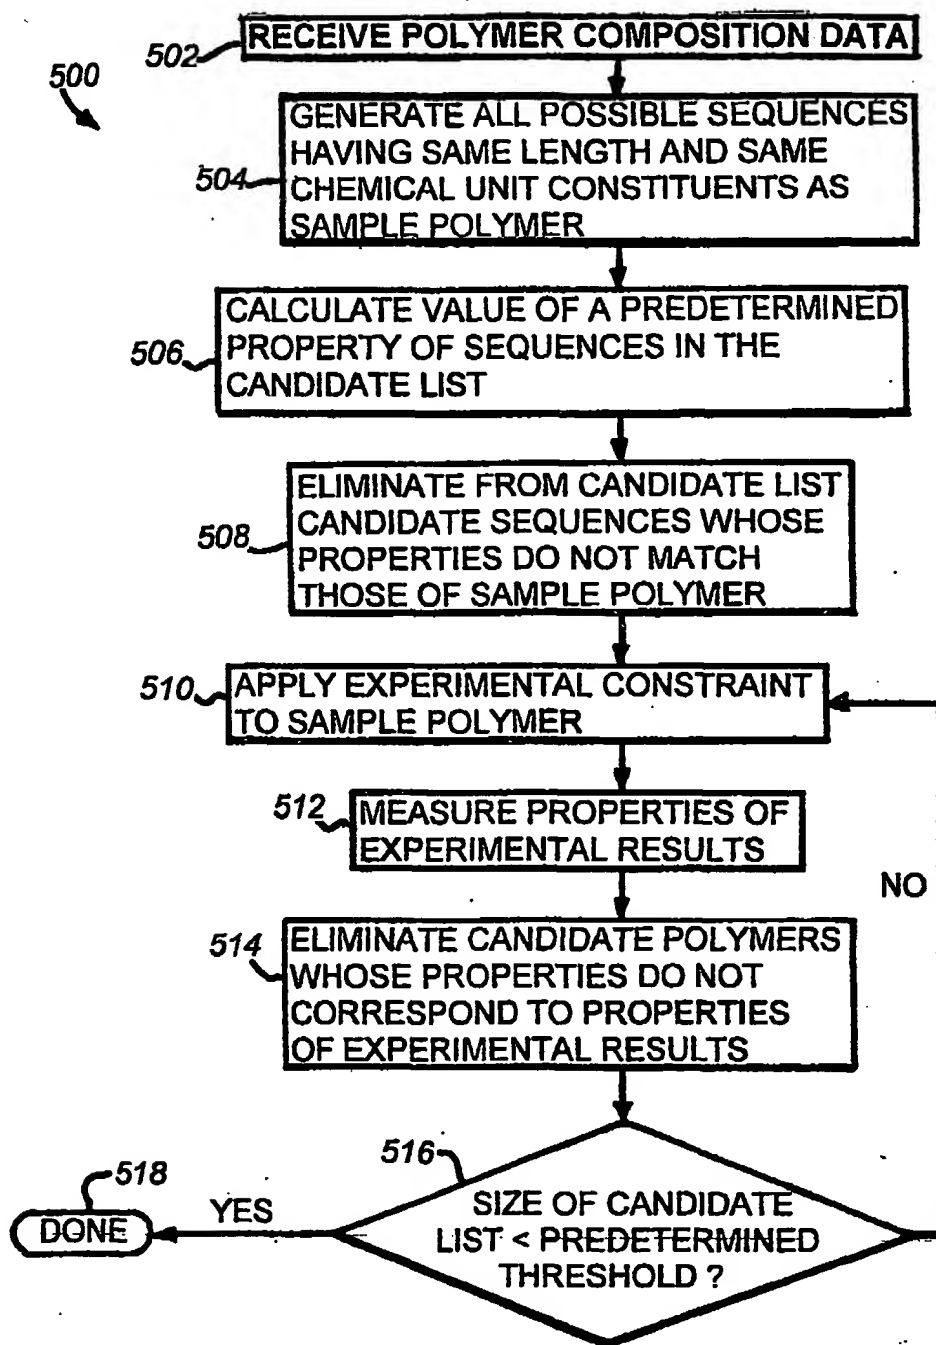 500
502
RECEIVE POLYMER COMPOSITION DATA
504
GENERATE ALL POSSIBLE SEQUENCES
HAVING SAME LENGTH AND SAME
CHEMICAL UNIT CONSTITUENTS AS
SAMPLE POLYMER
506
CALCULATE VALUE OF A PREDETERMINED
PROPERTY OF SEQUENCES IN THE
CANDIDATE LIST
508
ELIMINATE FROM CANDIDATE LIST
CANDIDATE SEQUENCES WHOSE
PROPERTIES DO NOT MATCH
THOSE OF SAMPLE POLYMER
510
APPLY EXPERIMENTAL CONSTRAINT
TO SAMPLE POLYMER
512
MEASURE PROPERTIES OF
EXPERIMENTAL RESULTS
NO
514
ELIMINATE CANDIDATE POLYMERS
WHOSE PROPERTIES DO NOT
CORRESPOND TO PROPERTIES
OF EXPERIMENTAL RESULTS
516
SIZE OF CANDIDATE
LIST < PREDETERMINED
THRESHOLD ?
YES
518
DONE